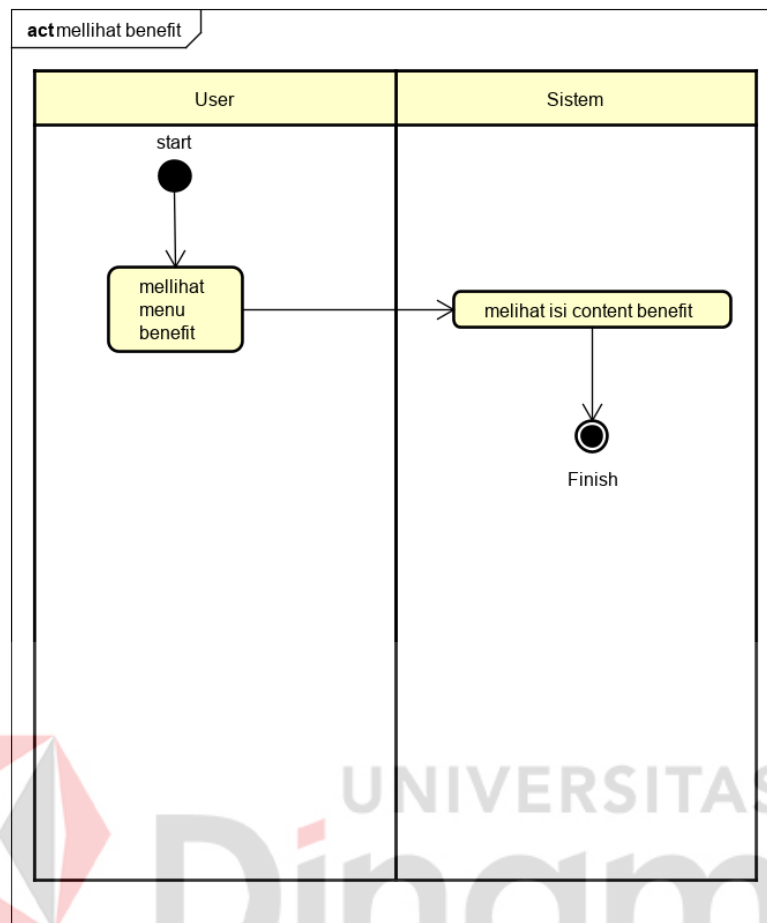 act mellihat benefit
User
Sistem
start
mellihat
menu
benefit
melihat isi content benefit
Finish
UNIVERSITAS
Dinam